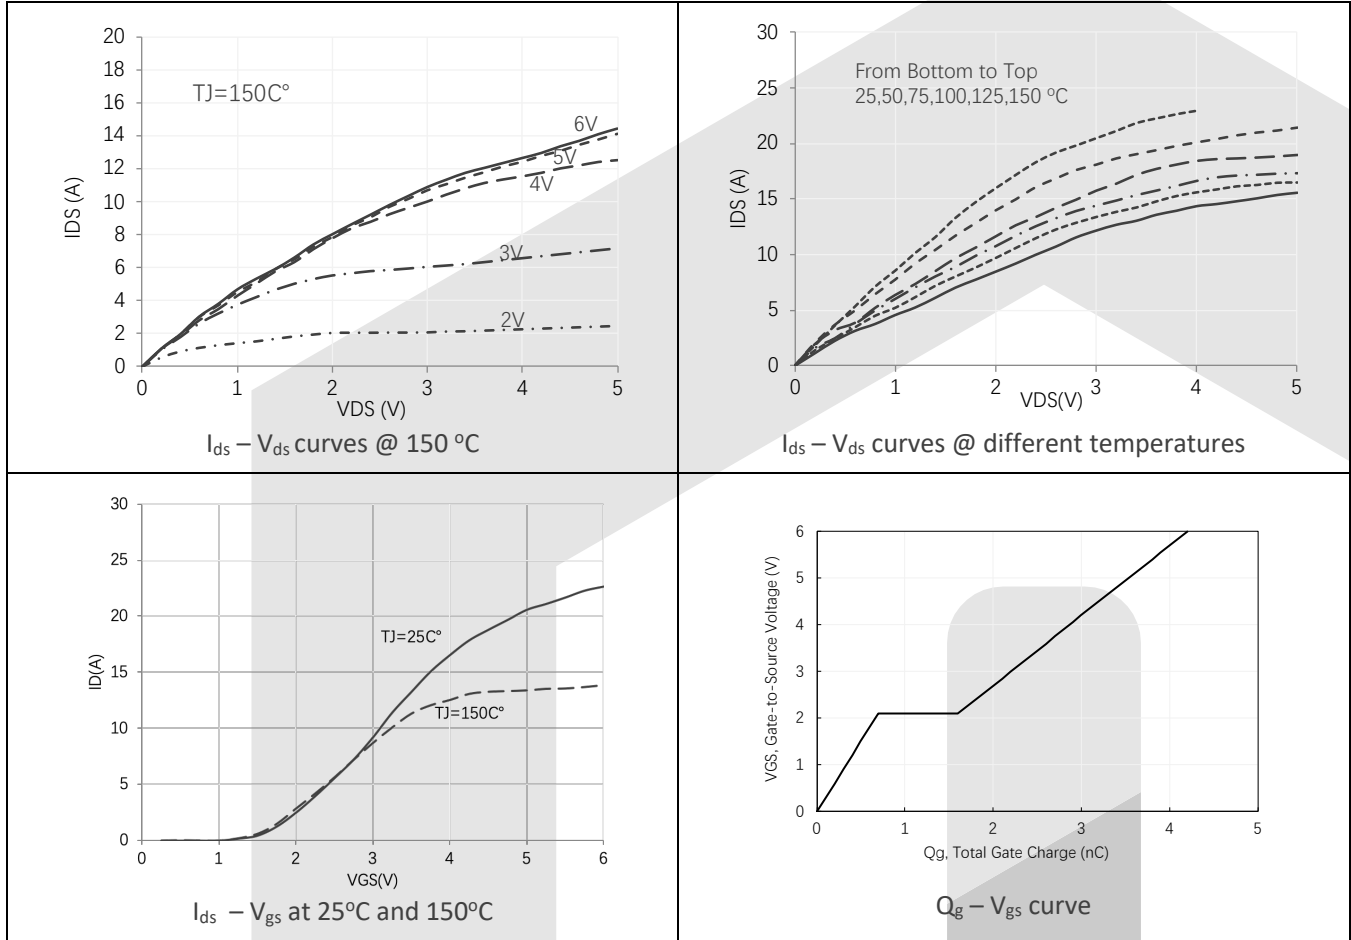 20
18
16
14
12
10
8
6
4
2
0
IDS (A)
TJ=150C°
6V
5V
4V
3V
2V
0 1 2 3 4 5
VDS (V)
Ids – Vds curves @ 150 ºC
30
25
20
15
10
5
0
IDS (A)
From Bottom to Top
25,50,75,100,125,150 ºC
0 1 2 3 4 5
VDS(V)
Ids – Vds curves @ different temperatures
30
25
20
15
10
5
0
ID(A)
TJ=25C°
TJ=150C°
0 1 2 3 4 5 6
VGS(V)
Ids – Vgs at 25ºC and 150ºC
6
5
4
3
2
1
0
VGS, Gate-to-Source Voltage (V)
0 1 2 3 4 5
Qg, Total Gate Charge (nC)
Qg – Vgs curve